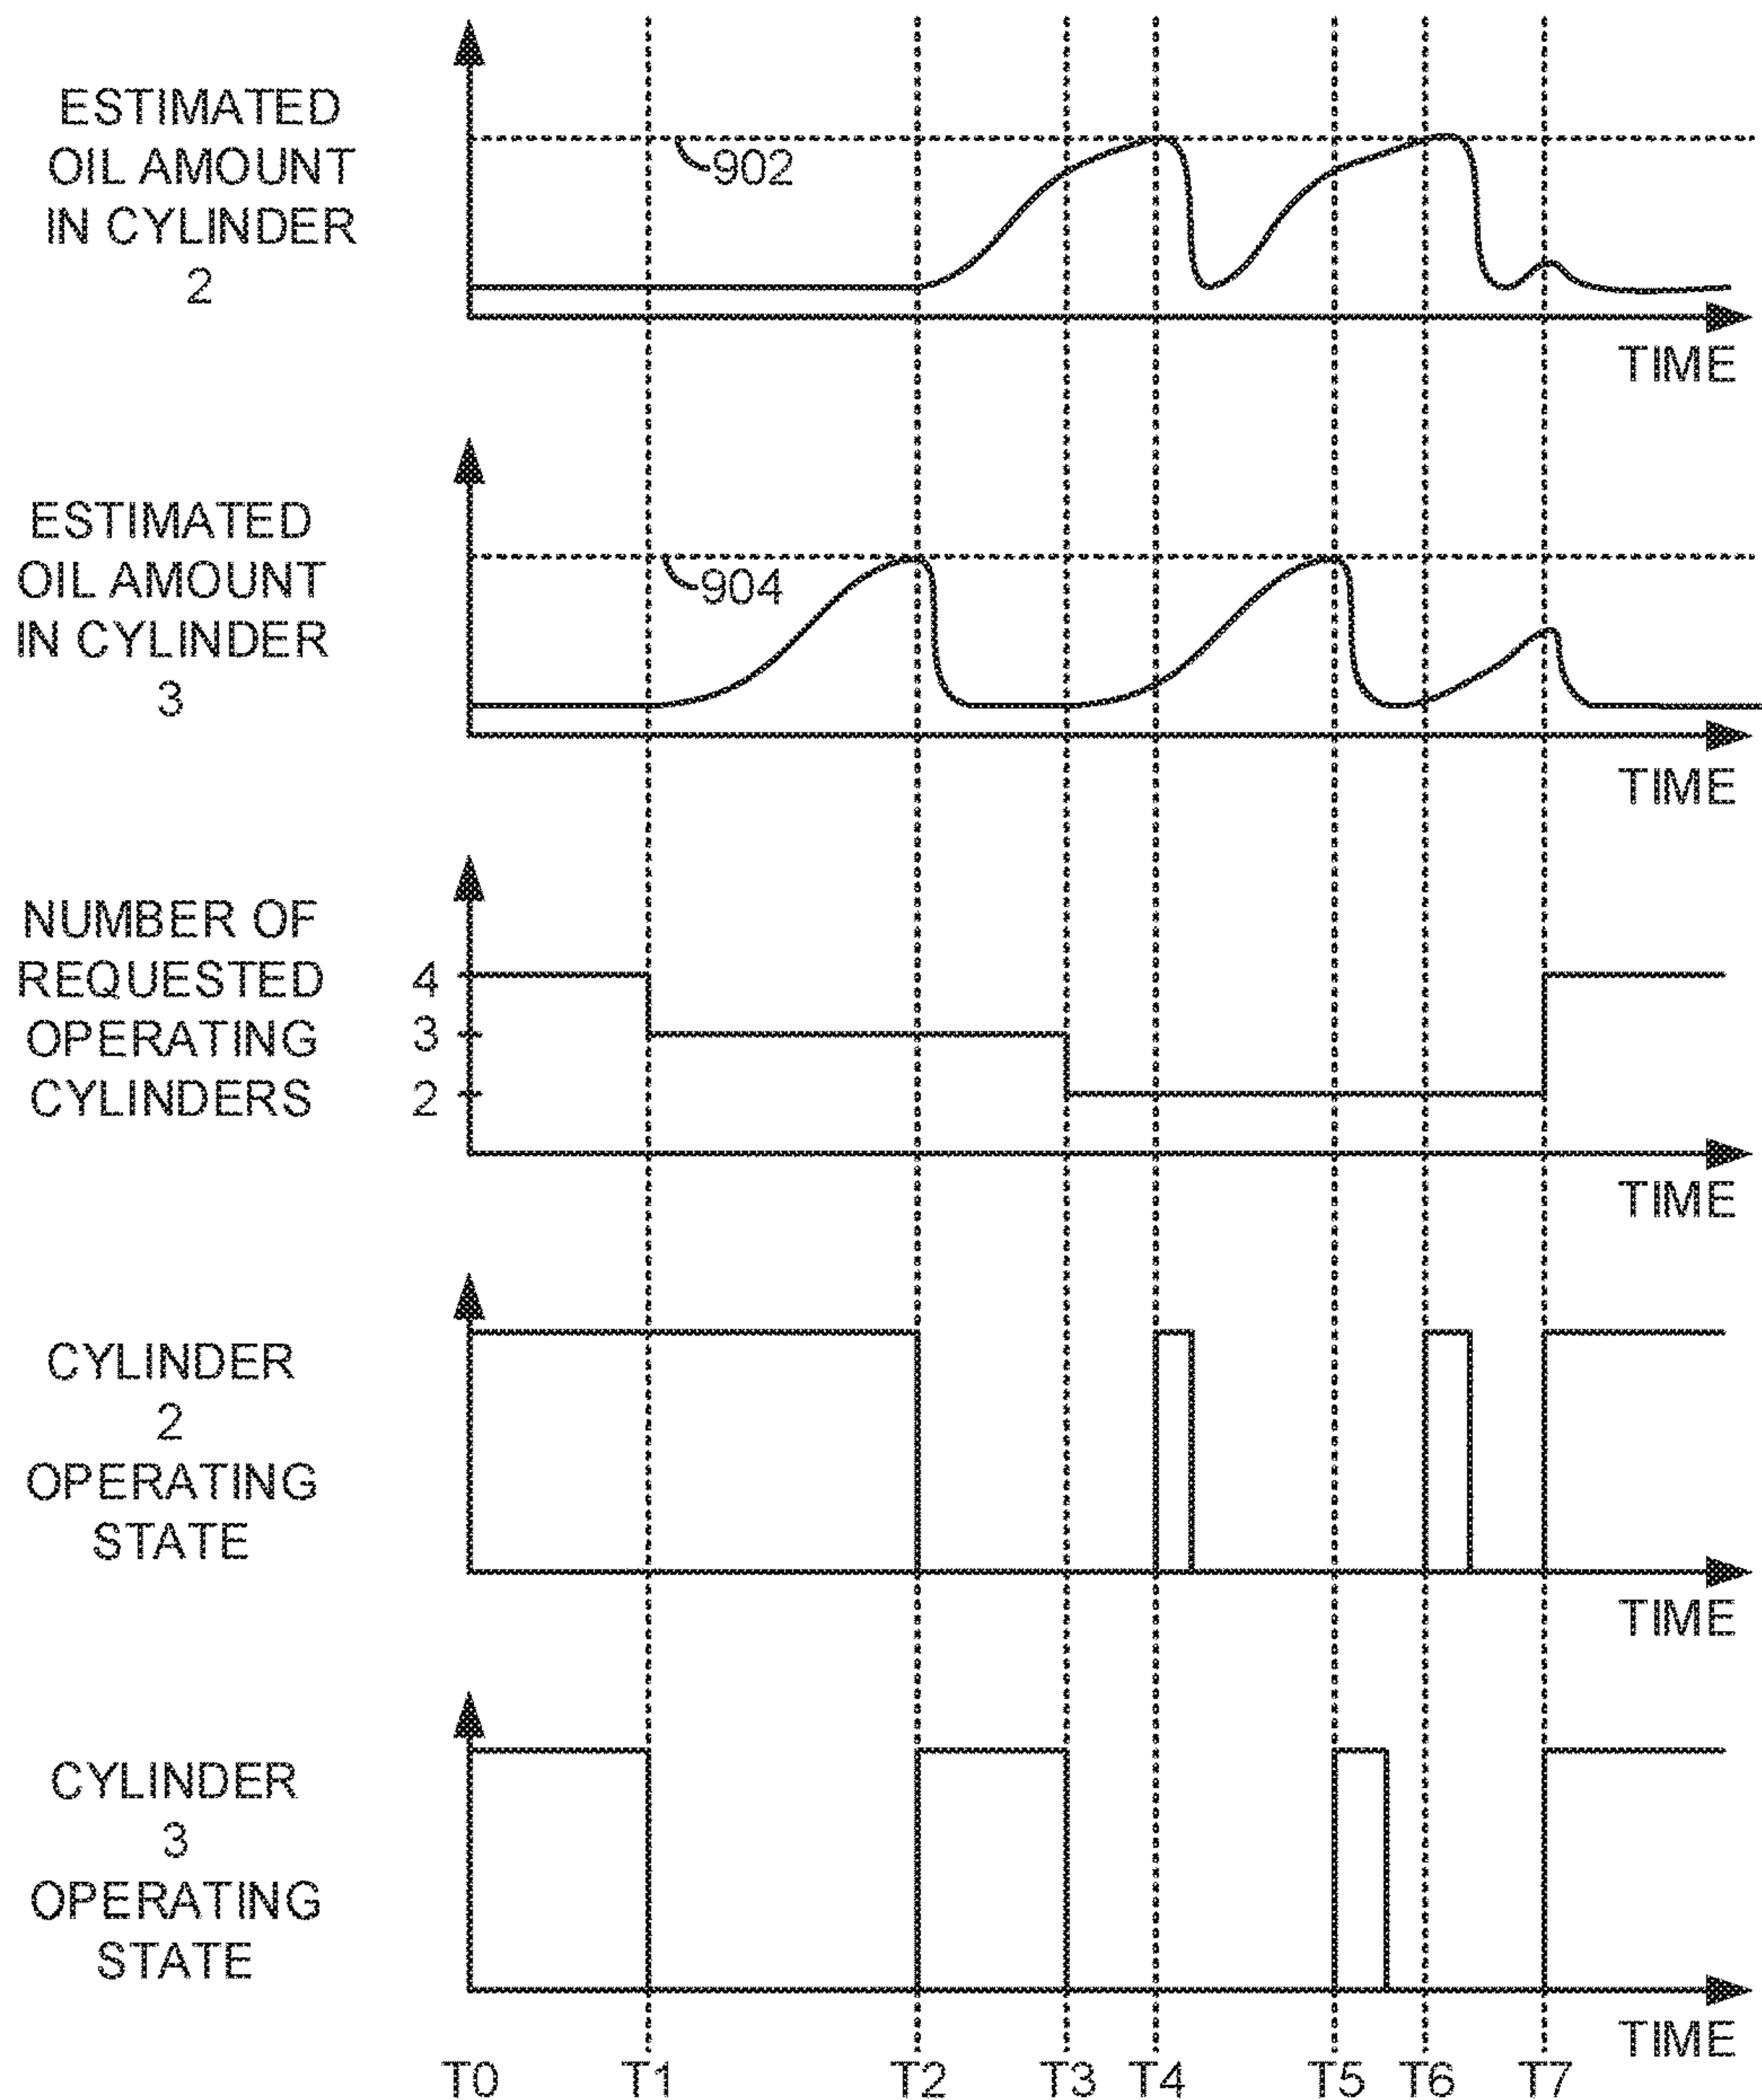 ESTIMATED
OIL AMOUNT
IN CYLINDER
2
902
TIME
ESTIMATED
OIL AMOUNT
IN CYLINDER
3
904
TIME
NUMBER OF
REQUESTED
OPERATING
CYLINDERS
4
3
2
TIME
CYLINDER
2
OPERATING
STATE
TIME
CYLINDER
3
OPERATING
STATE
TIME
T0 T1 T2 T3 T4 T5 T6 T7